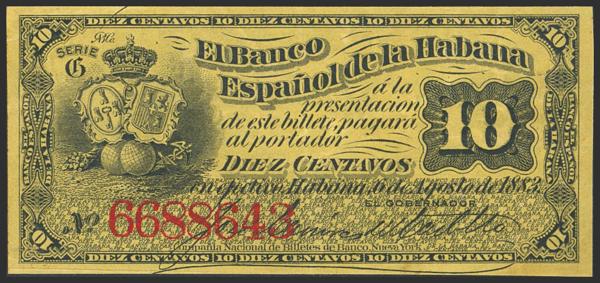 DIEZ CENTAVOS 10 DIEZ CENTAVOS 10 DIEZ CENTAVOS 10 DIEZ CENTAVOS
10
10
SERIE
G
El Banco
Español de la Habana
á la
presentacion
de este billete, pagará
al portador
DIEZ CENTAVOS
en efectivo, Habana, 6 de Agosto de 1883.
10
EL GOBERNADOR
No. 6688643
Compañia Nacional de Billetes de Banco, Nueva York
10
10
DIEZ CENTAVOS 10 DIEZ CENTAVOS 10 DIEZ CENTAVOS 10 DIEZ CENTAVOS